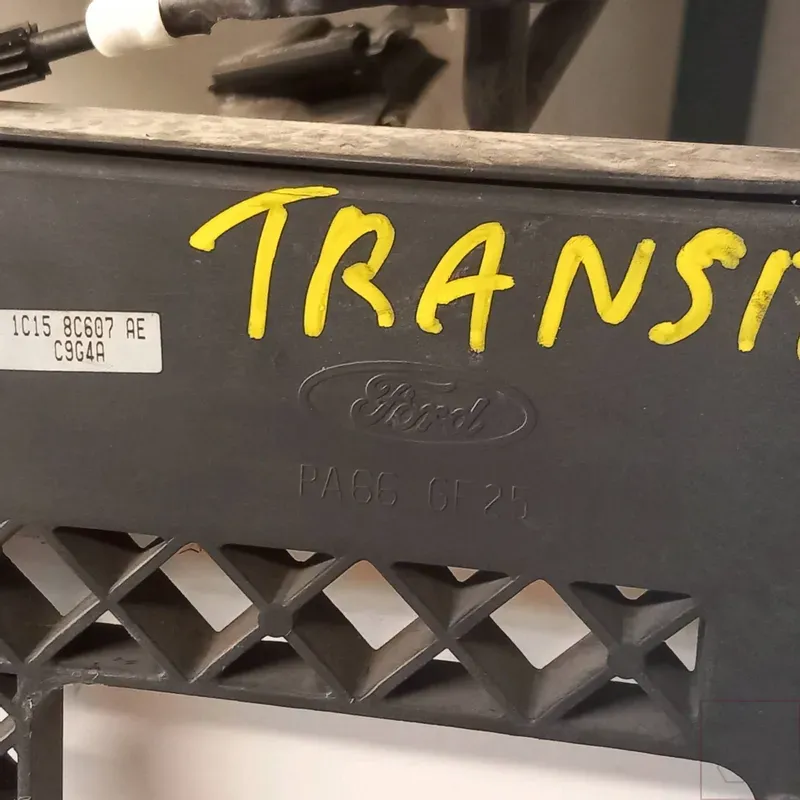 TRANSI
1C15 8C607 AE
C9G4A
Ford
PA66 GF25